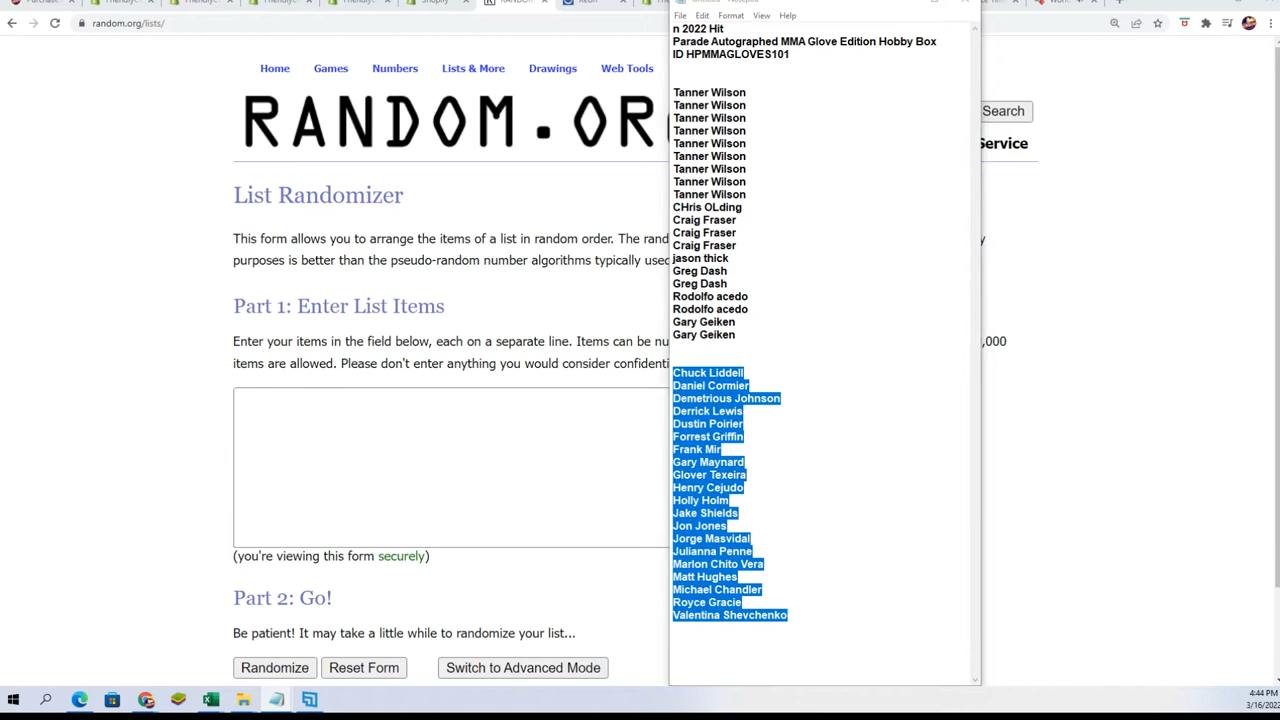 random.org/lists/
File Edit Format View Help
n 2022 Hit
Parade Autographed MMA Glove Edition Hobby Box
ID HPMMAGLOVES101
Home Games Numbers Lists & More Drawings Web Tools
Tanner Wilson
Tanner Wilson
Tanner Wilson
Tanner Wilson
Tanner Wilson
Tanner Wilson
Tanner Wilson
Tanner Wilson
Tanner Wilson
CHris OLding
Craig Fraser
Craig Fraser
Craig Fraser
jason thick
Greg Dash
Greg Dash
Rodolfo acedo
Rodolfo acedo
Gary Geiken
Gary Geiken
Chuck Liddell
Daniel Cormier
Demetrious Johnson
Derrick Lewis
Dustin Poirier
Forrest Griffin
Frank Mir
Gary Maynard
Glover Texeira
Henry Cejudo
Holly Holm
Jake Shields
Jon Jones
Jorge Masvidal
Julianna Penne
Marlon Chito Vera
Matt Hughes
Michael Chandler
Royce Gracie
Valentina Shevchenko
RANDOM.OR
Search
Service
List Randomizer
This form allows you to arrange the items of a list in random order. The rand
purposes is better than the pseudo-random number algorithms typically used
Part 1: Enter List Items
Enter your items in the field below, each on a separate line. Items can be nu ,000
items are allowed. Please don't enter anything you would consider confidenti
(you're viewing this form securely)
Part 2: Go!
Be patient! It may take a little while to randomize your list...
Randomize Reset Form Switch to Advanced Mode
4:44 PM
3/16/2022